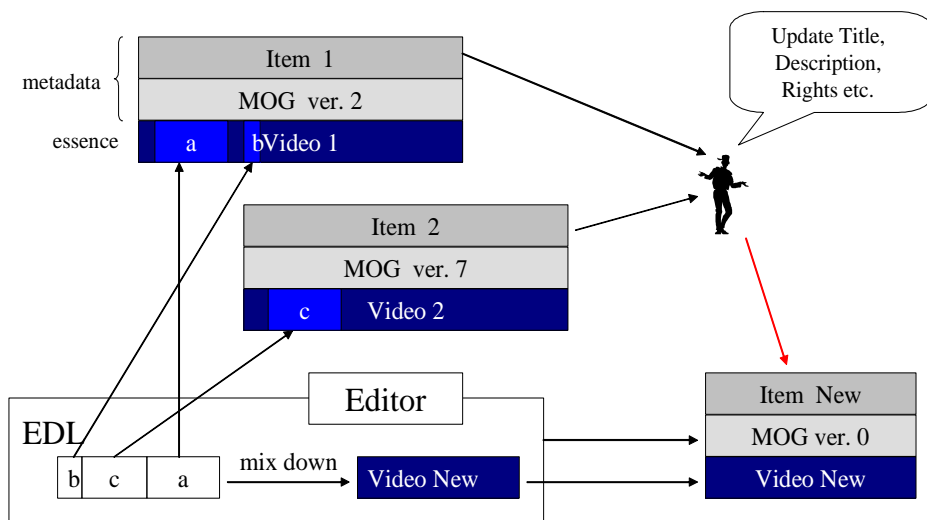 Item 1
metadata
MOG ver. 2
essence
a
bVideo 1
Update Title,
Description,
Rights etc.
Item 2
MOG ver. 7
c
Video 2
Editor
EDL
b
c
a
mix down
Video New
Item New
MOG ver. 0
Video New